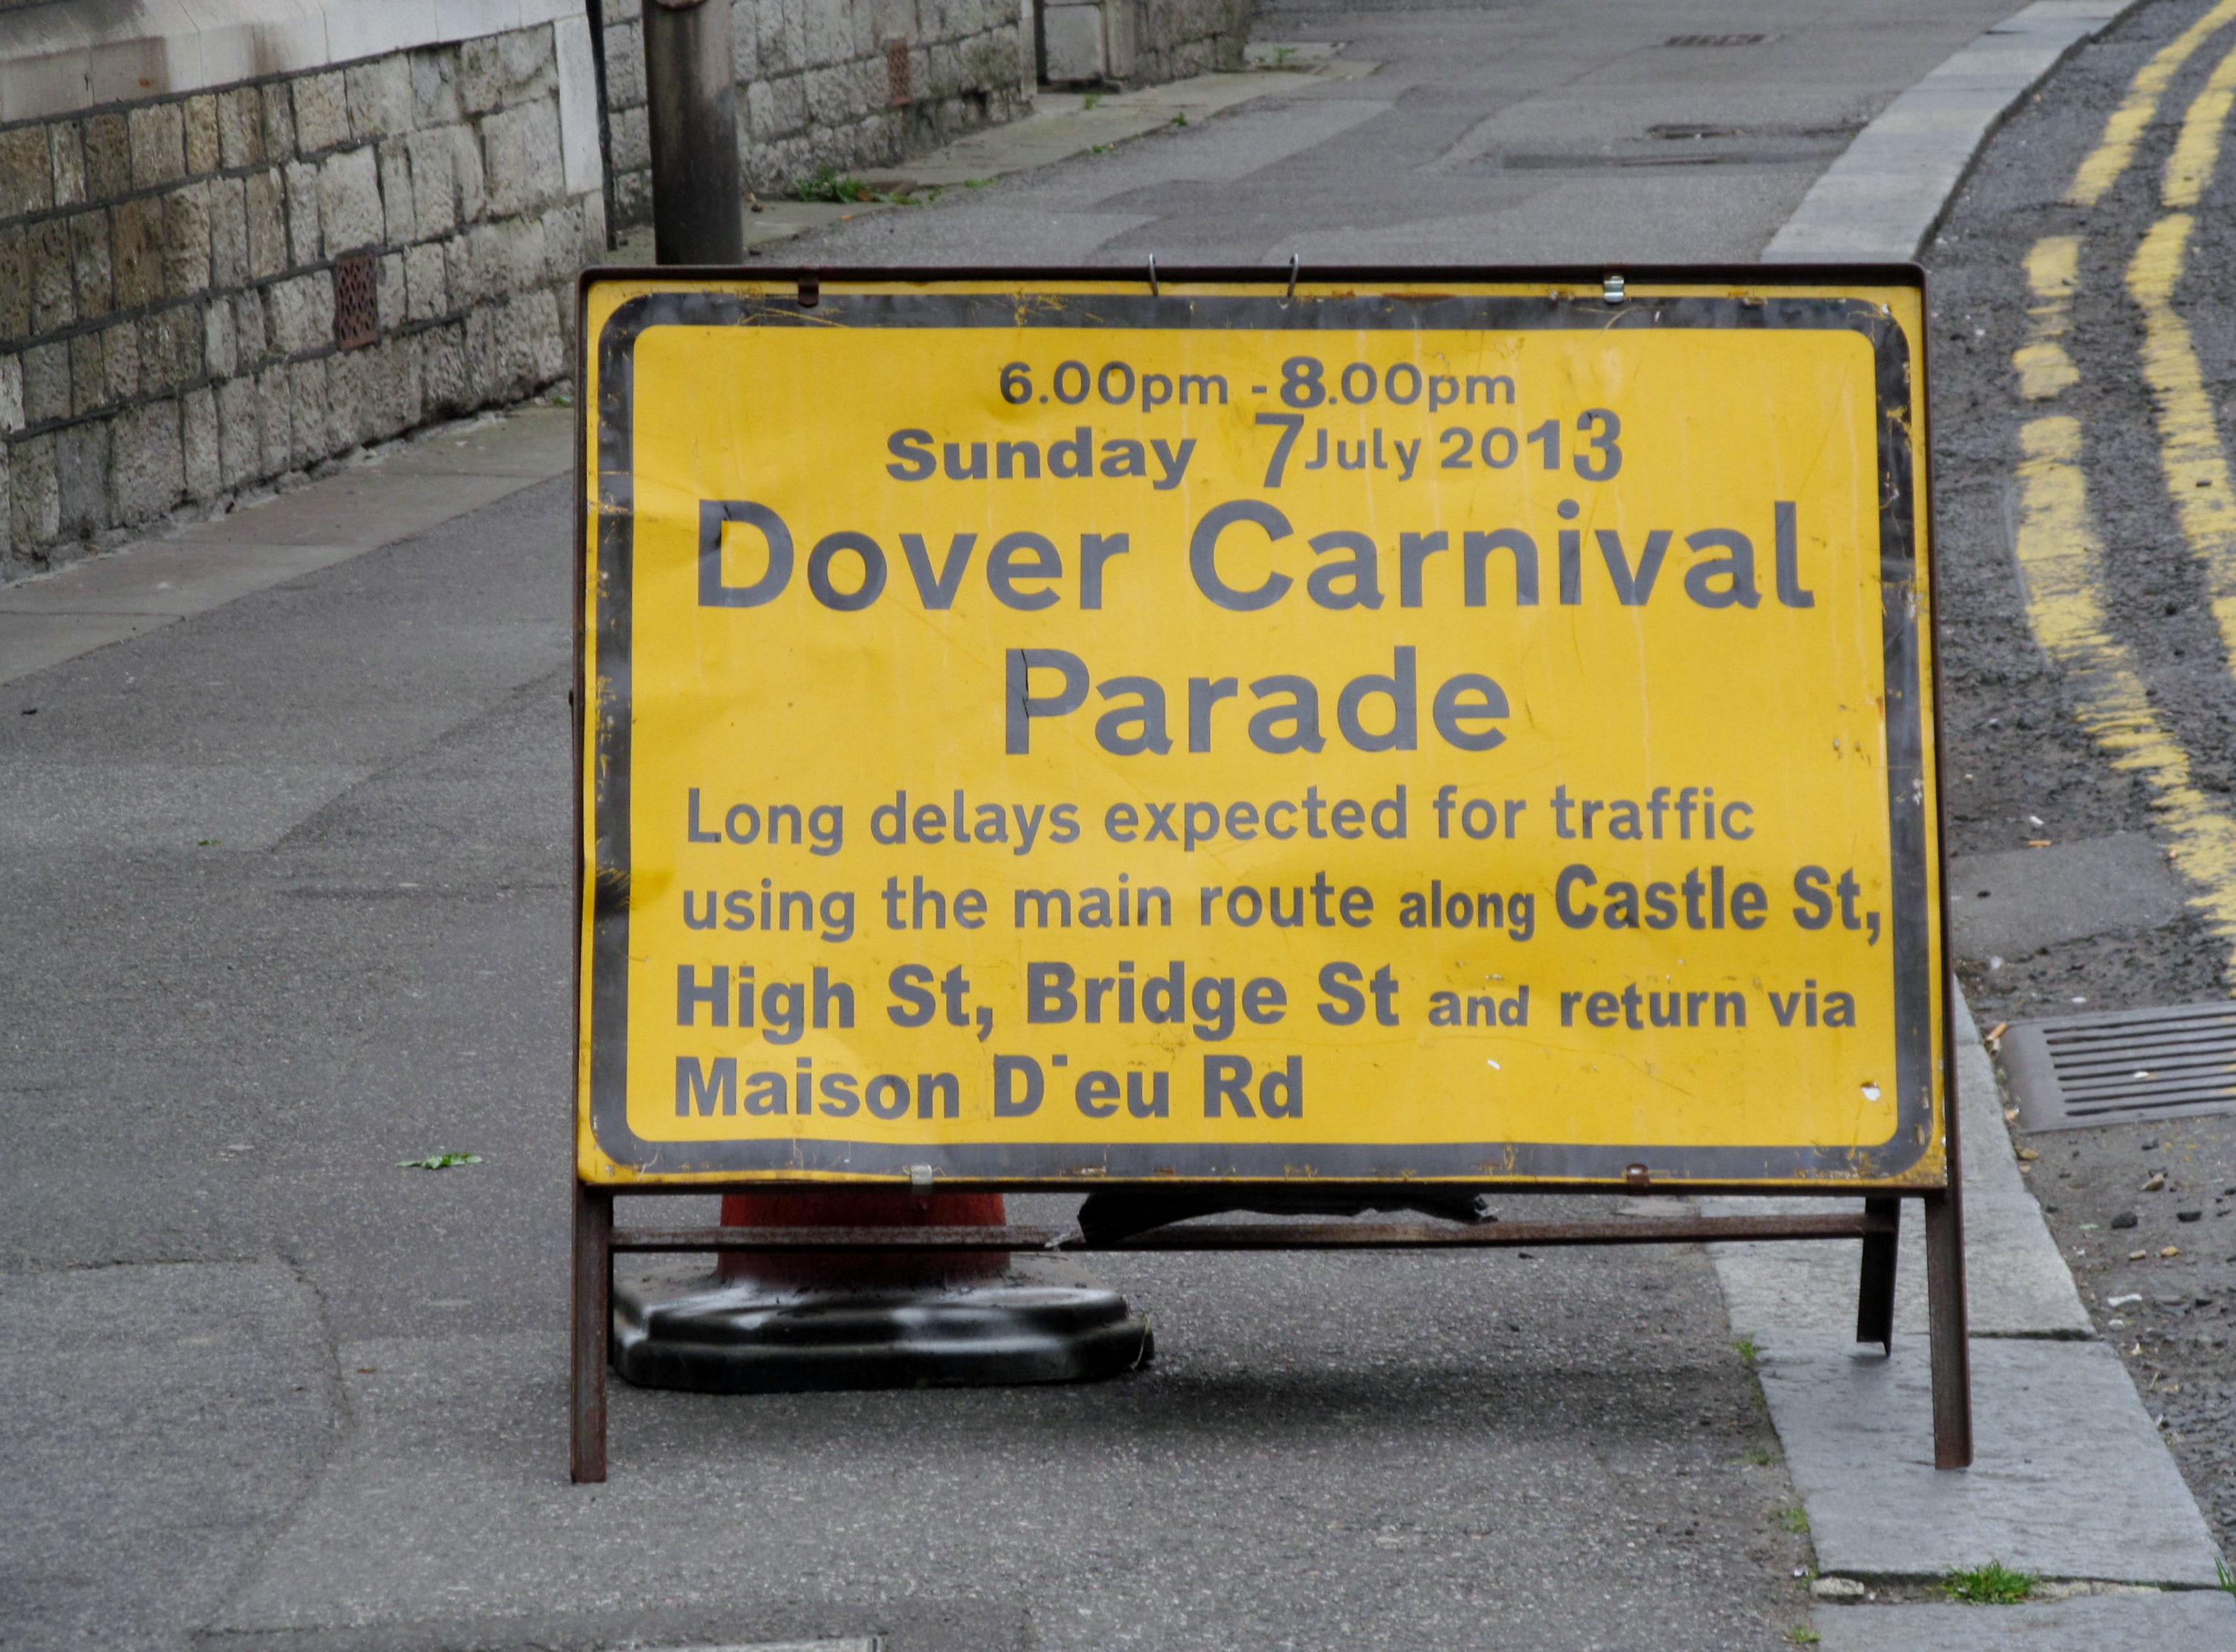 6.00pm - 8.00pm
Sunday 7 July 2013
Dover Carnival
Parade
Long delays expected for traffic
using the main route along Castle St,
High St, Bridge St and return via
Maison D'eu Rd